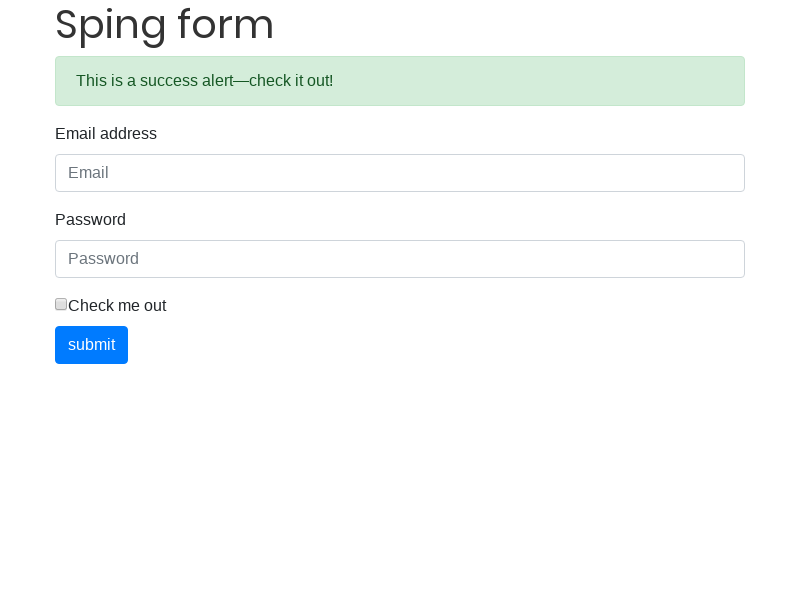 Sping form
This is a success alert—check it out!
Email address
Email
Password
Password
Check me out
submit